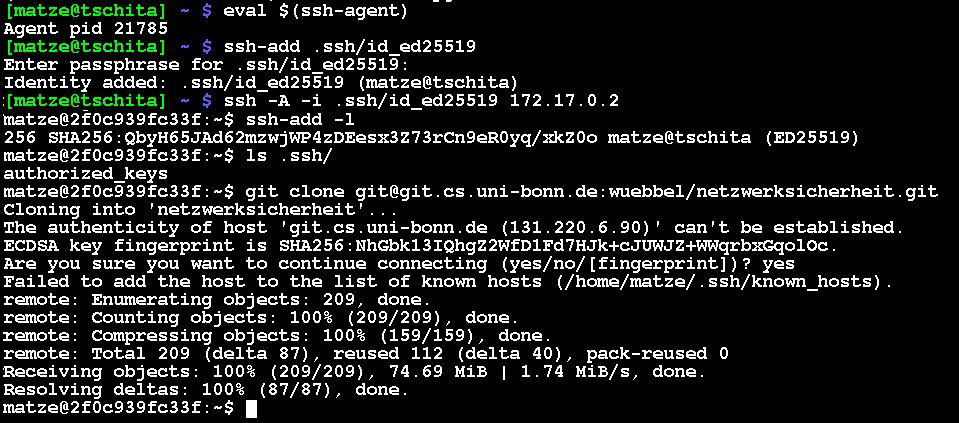 [matze@tschita] ~ $ eval $(ssh-agent)
Agent pid 21785
[matze@tschita] ~ $ ssh-add .ssh/id_ed25519
Enter passphrase for .ssh/id_ed25519:
Identity added: .ssh/id_ed25519 (matze@tschita)
[matze@tschita] ~ $ ssh -A -i .ssh/id_ed25519 172.17.0.2
matze@2f0c939fc33f:~$ ssh-add -l
256 SHA256:QbyH65JAd62mzwjWP4zDEesx3Z73rCn9eR0yq/xkZ0o matze@tschita (ED25519)
matze@2f0c939fc33f:~$ ls .ssh/
authorized_keys
matze@2f0c939fc33f:~$ git clone git@git.cs.uni-bonn.de:wuebbel/netzwerksicherheit.git
Cloning into 'netzwerksicherheit'...
The authenticity of host 'git.cs.uni-bonn.de (131.220.6.90)' can't be established.
ECDSA key fingerprint is SHA256:NhGbk13IQhgZ2WfD1Fd7HJk+cJUWJZ+WWqrbxGqolOc.
Are you sure you want to continue connecting (yes/no/[fingerprint])? yes
Failed to add the host to the list of known hosts (/home/matze/.ssh/known_hosts).
remote: Enumerating objects: 209, done.
remote: Counting objects: 100% (209/209), done.
remote: Compressing objects: 100% (159/159), done.
remote: Total 209 (delta 87), reused 112 (delta 40), pack-reused 0
Receiving objects: 100% (209/209), 74.69 MiB | 1.74 MiB/s, done.
Resolving deltas: 100% (87/87), done.
matze@2f0c939fc33f:~$